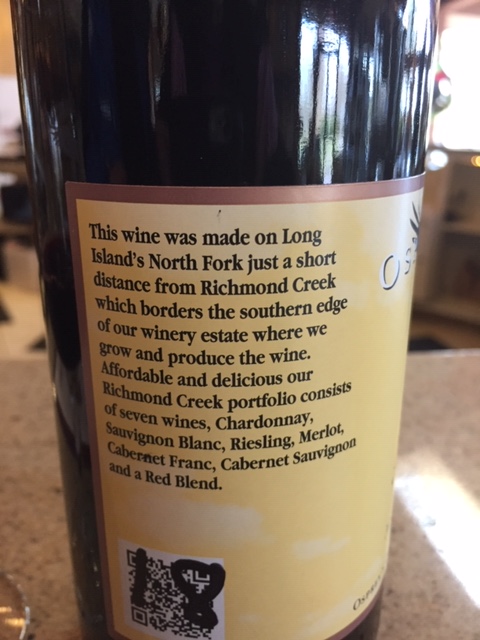 This wine was made on Long
Island's North Fork just a short
distance from Richmond Creek
which borders the southern edge
of our winery estate where we
grow and produce the wine.
Affordable and delicious our
Richmond Creek portfolio consists
of seven wines, Chardonnay,
Sauvignon Blanc, Riesling, Merlot,
Cabernet Franc, Cabernet Sauvignon
and a Red Blend.